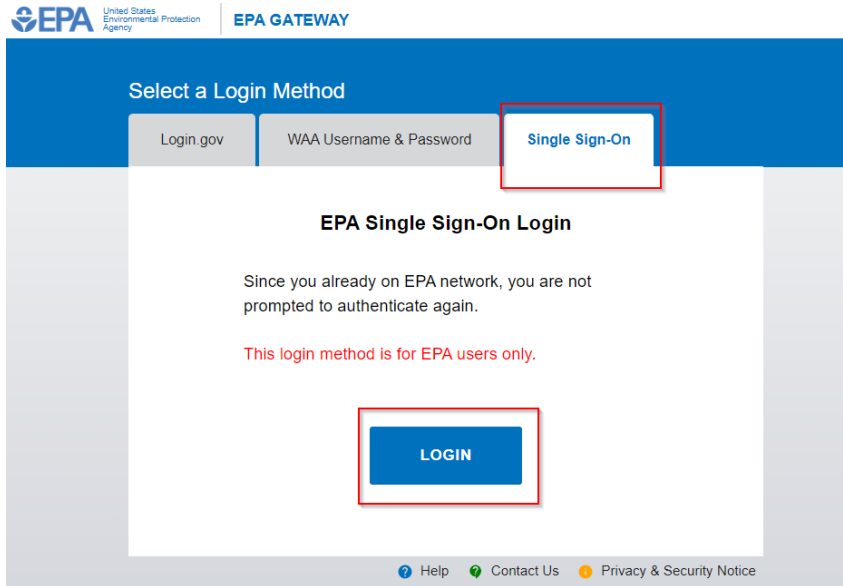 EPA
United States
Environmental Protection
Agency
EPA GATEWAY
Select a Login Method
Login.gov
WAA Username & Password
Single Sign-On
EPA Single Sign-On Login
Since you already on EPA network, you are not
prompted to authenticate again.
This login method is for EPA users only.
LOGIN
? Help ? Contact Us Privacy & Security Notice